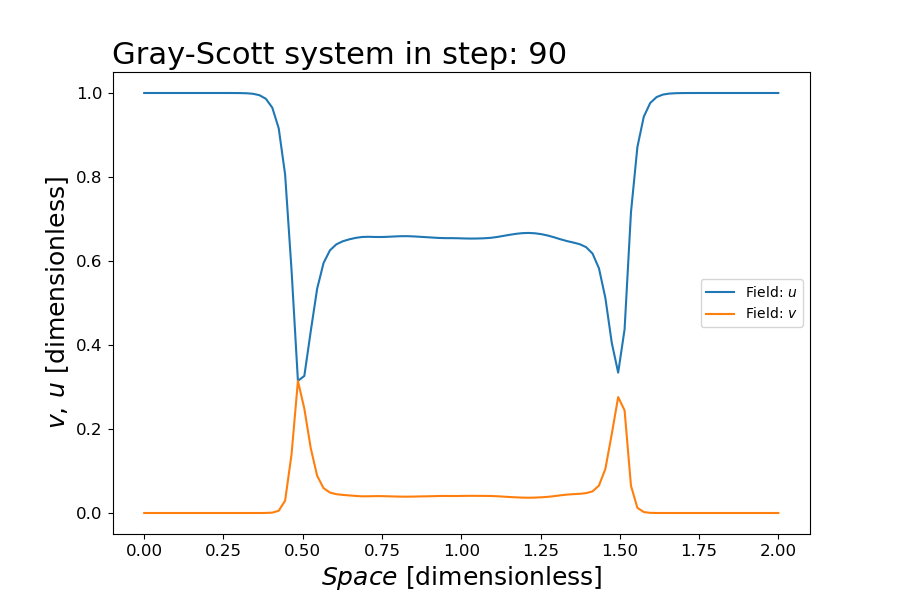 Gray-Scott system in step: 90
v, u [dimensionless]
1.0
0.8
0.6
0.4
0.2
0.0
Field: u
Field: v
0.00 0.25 0.50 0.75 1.00 1.25 1.50 1.75 2.00
Space [dimensionless]